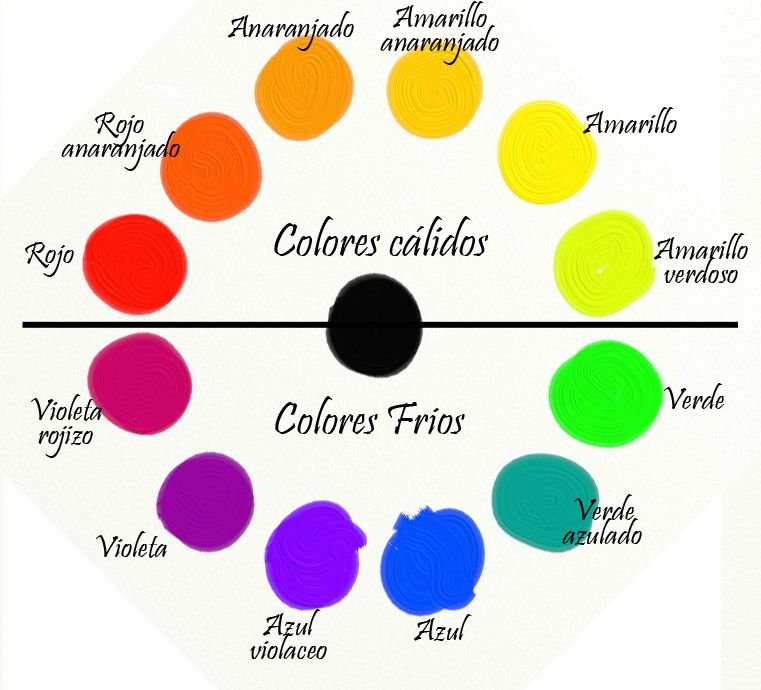 Anaranjado
Amarillo
anaranjado
Rojo
anaranjado
Amarillo
Rojo
Colores cálidos
Amarillo
verdoso
Violeta
rojizo
Colores Fríos
Verde
Violeta
Verde
azulado
Azul
violaceo
Azul